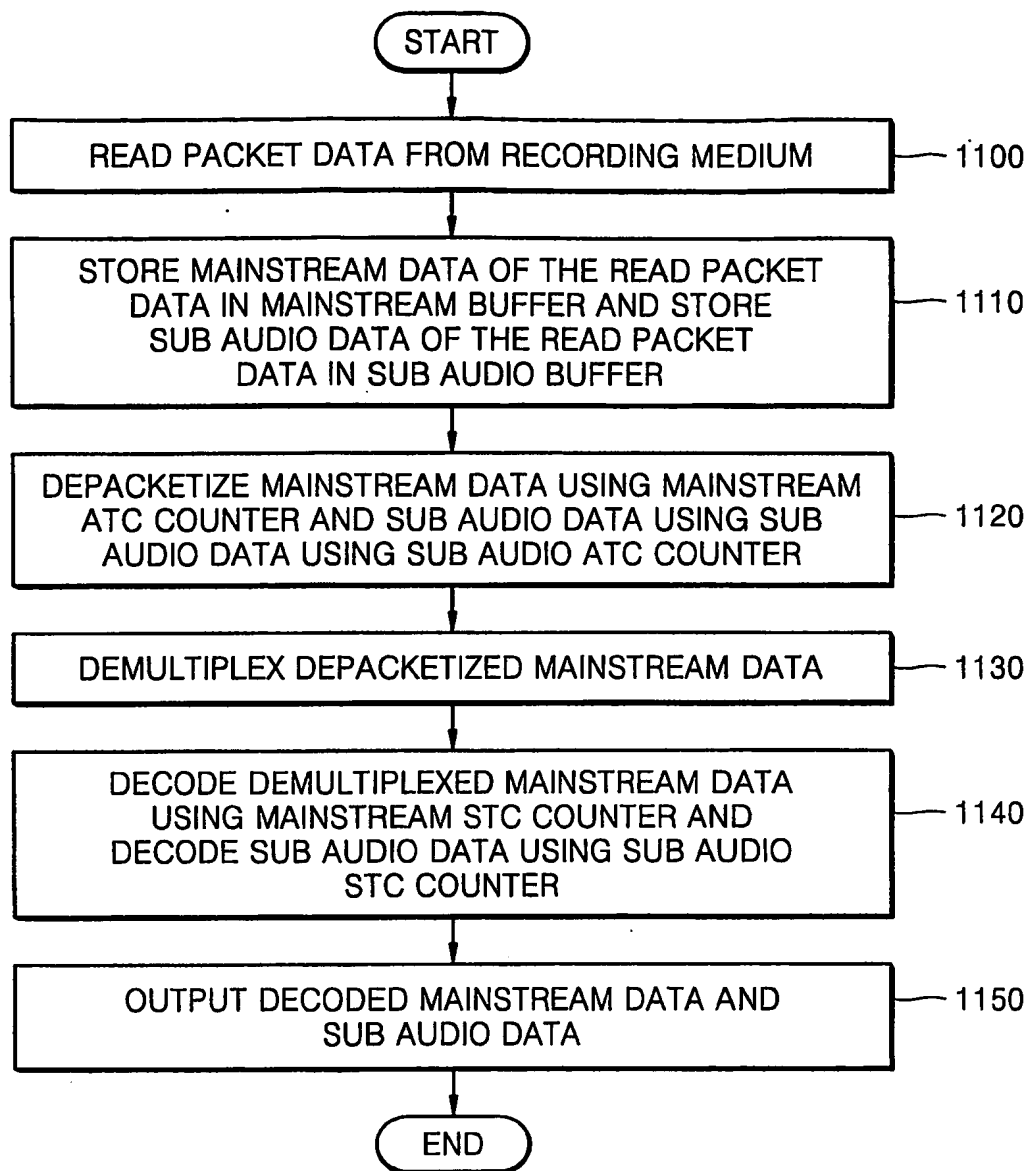 START
READ PACKET DATA FROM RECORDING MEDIUM
1100
STORE MAINSTREAM DATA OF THE READ PACKET
DATA IN MAINSTREAM BUFFER AND STORE
SUB AUDIO DATA OF THE READ PACKET
DATA IN SUB AUDIO BUFFER
1110
DEPACKETIZE MAINSTREAM DATA USING MAINSTREAM
ATC COUNTER AND SUB AUDIO DATA USING SUB
AUDIO DATA USING SUB AUDIO ATC COUNTER
1120
DEMULTIPLEX DEPACKETIZED MAINSTREAM DATA
1130
DECODE DEMULTIPLEXED MAINSTREAM DATA
USING MAINSTREAM STC COUNTER AND
DECODE SUB AUDIO DATA USING SUB AUDIO
STC COUNTER
1140
OUTPUT DECODED MAINSTREAM DATA AND
SUB AUDIO DATA
1150
END